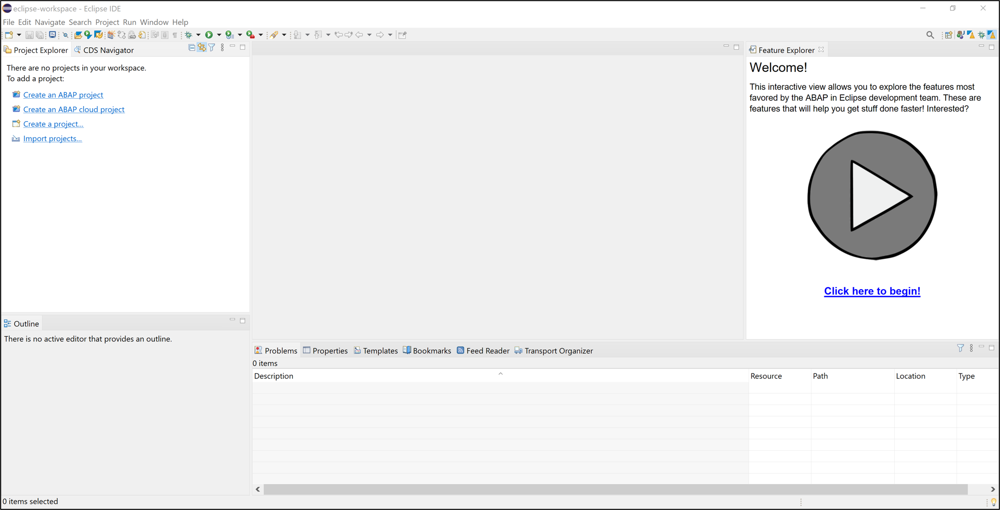 eclipse-workspace - Eclipse IDE
File Edit Navigate Search Project Run Window Help
Project Explorer
CDS Navigator
There are no projects in your workspace.
To add a project:
Create an ABAP project
Create an ABAP cloud project
Create a project...
Import projects...
Feature Explorer
Welcome!
This interactive view allows you to explore the features most
favored by the ABAP in Eclipse development team. These are
features that will help you get stuff done faster! Interested?
Click here to begin!
Outline
There is no active editor that provides an outline.
Problems
Properties
Templates
Bookmarks
Feed Reader
Transport Organizer
0 items
Description
Resource
Path
Location
Type
0 items selected